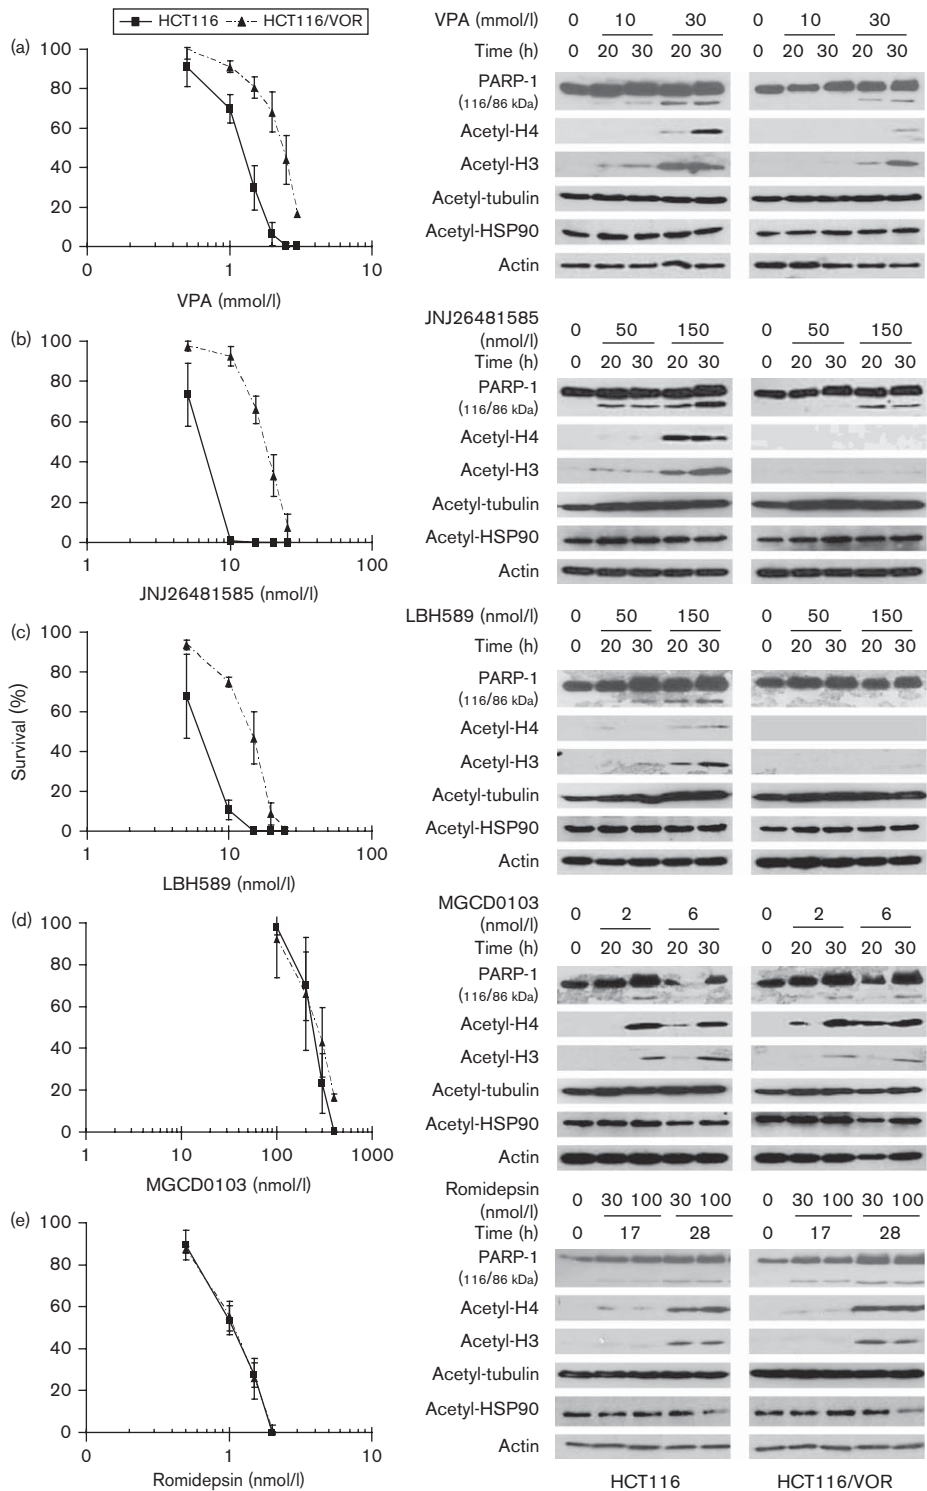 HCT116 HCT116/VOR
(a)
100
80
60
40
20
0
0 1 10
VPA (mmol/l)
VPA (mmol/l) 0 10 30 0 10 30
Time (h) 0 20 30 20 30 0 20 30 20 30
PARP-1
(116/86 kDa)
Acetyl-H4
Acetyl-H3
Acetyl-tubulin
Acetyl-HSP90
Actin
(b)
100
80
60
40
20
0
1 10 100
JNJ26481585 (nmol/l)
JNJ26481585
(nmol/l) 0 50 150 0 50 150
Time (h) 0 20 30 20 30 0 20 30 20 30
PARP-1
(116/86 kDa)
Acetyl-H4
Acetyl-H3
Acetyl-tubulin
Acetyl-HSP90
Actin
Survival (%)
(c)
100
80
60
40
20
0
1 10 100
LBH589 (nmol/l)
LBH589 (nmol/l) 0 50 150 0 50 150
Time (h) 0 20 30 20 30 0 20 30 20 30
PARP-1
(116/86 kDa)
Acetyl-H4
Acetyl-H3
Acetyl-tubulin
Acetyl-HSP90
Actin
(d)
100
80
60
40
20
0
1 10 100 1000
MGCD0103 (nmol/l)
MGCD0103
(nmol/l) 0 2 6 0 2 6
Time (h) 0 20 30 20 30 0 20 30 20 30
PARP-1
(116/86 kDa)
Acetyl-H4
Acetyl-H3
Acetyl-tubulin
Acetyl-HSP90
Actin
(e)
100
80
60
40
20
0
0 1 10
Romidepsin (nmol/l)
Romidepsin
(nmol/l) 0 30 100 30 100 0 30 100 30 100
Time (h) 0 17 28 0 17 28
PARP-1
(116/86 kDa)
Acetyl-H4
Acetyl-H3
Acetyl-tubulin
Acetyl-HSP90
Actin
HCT116 HCT116/VOR